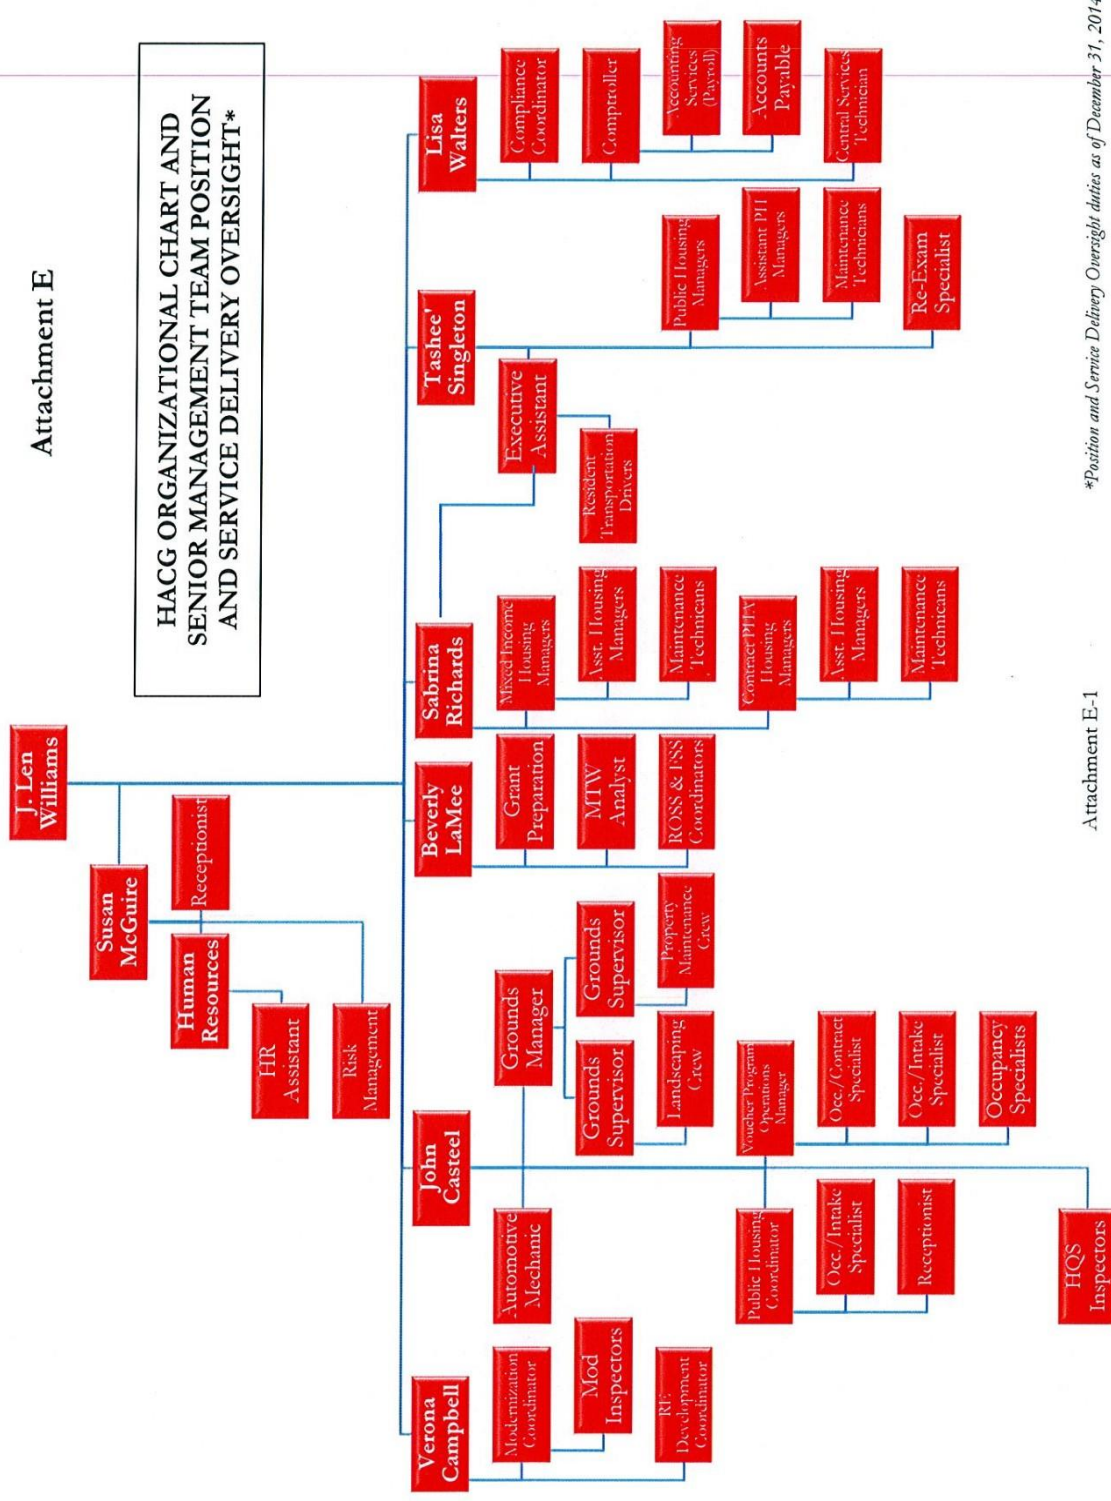 Attachment E
HACG ORGANIZATIONAL CHART AND
SENIOR MANAGEMENT TEAM POSITION
AND SERVICE DELIVERY OVERSIGHT*
J. Len
Williams
Susan
McGuire
Human
Resources
Receptionist
HR
Assistant
Risk
Management
Verona
Campbell
Modernization
Coordinator
Mod
Inspectors
RE
Development
Coordinator
John
Casteel
Automotive
Mechanic
Grounds
Manager
Grounds
Supervisor
Landscaping
Crew
Grounds
Supervisor
Property
Maintenance
Crew
Public Housing
Coordinator
Occ./Intake
Specialist
Receptionist
Voucher Program
Operations
Manager
Occ./Contract
Specialist
Occ./Intake
Specialist
Occupancy
Specialists
HQS
Inspectors
Beverly
LaMee
Grant
Preparation
MTW
Analyst
ROSS & FSS
Coordinators
Sabrina
Richards
Mixed Income
Housing
Managers
Asst. Housing
Managers
Maintenance
Technicans
Contract PHA
Housing
Managers
Asst. Housing
Managers
Maintenance
Technicans
Executive
Assistant
Resident
Transportation
Drivers
Tashee'
Singleton
Public Housing
Managers
Assistant PH
Managers
Maintenance
Technicians
Re-Exam
Specialist
Lisa
Walters
Compliance
Coordinator
Comptroller
Accounting
Services
(Payroll)
Accounts
Payable
Central Services
Technician
Attachment E-1
*Position and Service Delivery Oversight duties as of December 31, 2014